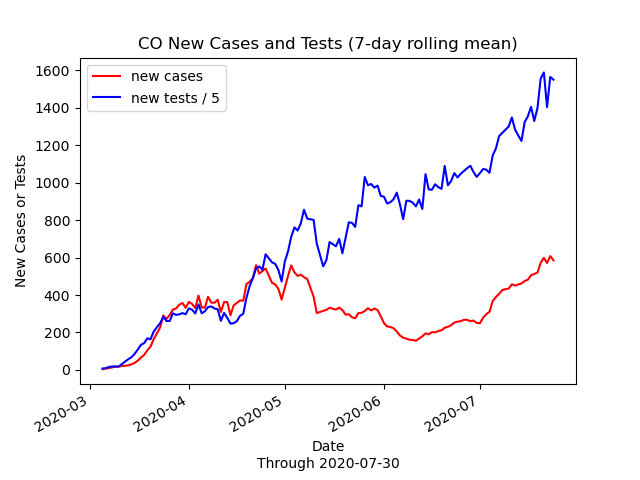 CO New Cases and Tests (7-day rolling mean)
new cases
new tests / 5
New Cases or Tests
1600
1400
1200
1000
800
600
400
200
0
2020-03
2020-04
2020-05
2020-06
2020-07
Date
Through 2020-07-30